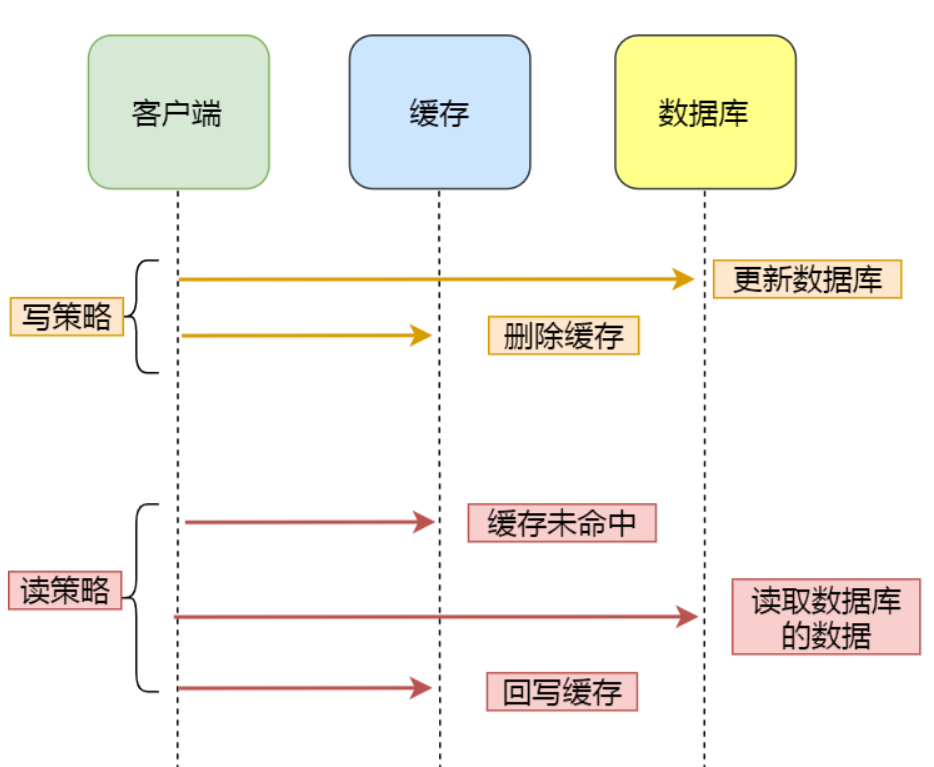 客户端
缓存
数据库
更新数据库
写策略
删除缓存
缓存未命中
读策略
读取数据库
的数据
回写缓存